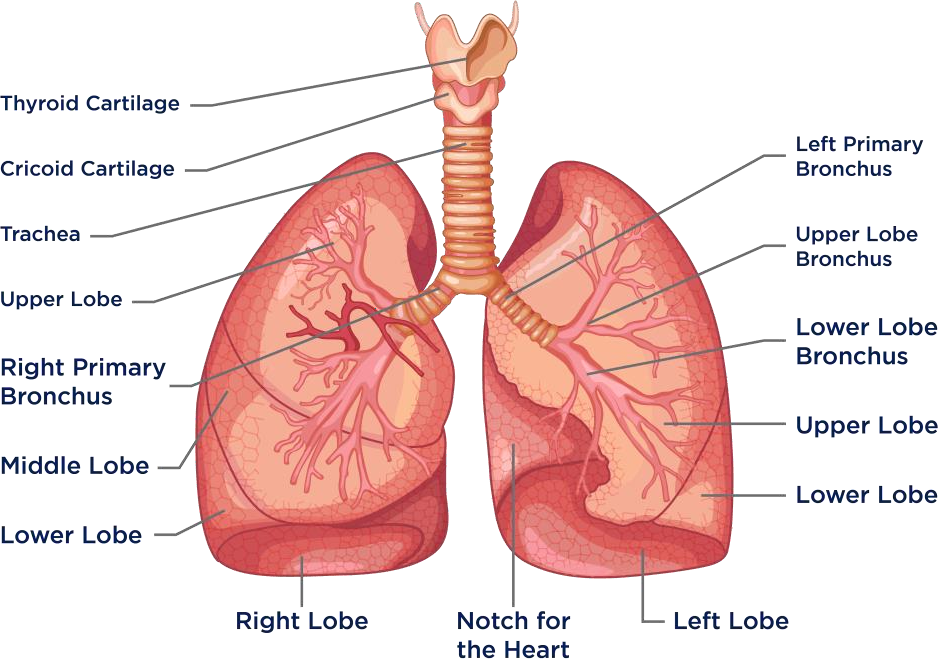 Thyroid Cartilage
Cricoid Cartilage
Trachea
Upper Lobe
Right Primary
Bronchus
Middle Lobe
Lower Lobe
Left Primary
Bronchus
Upper Lobe
Bronchus
Lower Lobe
Bronchus
Upper Lobe
Lower Lobe
Right Lobe
Notch for
the Heart
Left Lobe